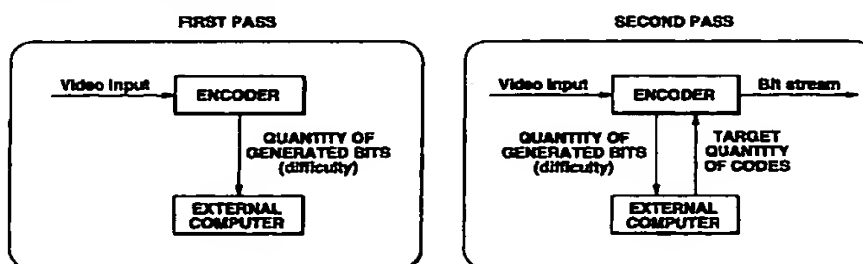 FIRST PASS
Video Input
ENCODER
QUANTITY OF
GENERATED BITS
(difficulty)
EXTERNAL
COMPUTER
SECOND PASS
Video Input
ENCODER
Bit stream
QUANTITY OF
GENERATED BITS
(difficulty)
TARGET
QUANTITY
OF CODES
EXTERNAL
COMPUTER